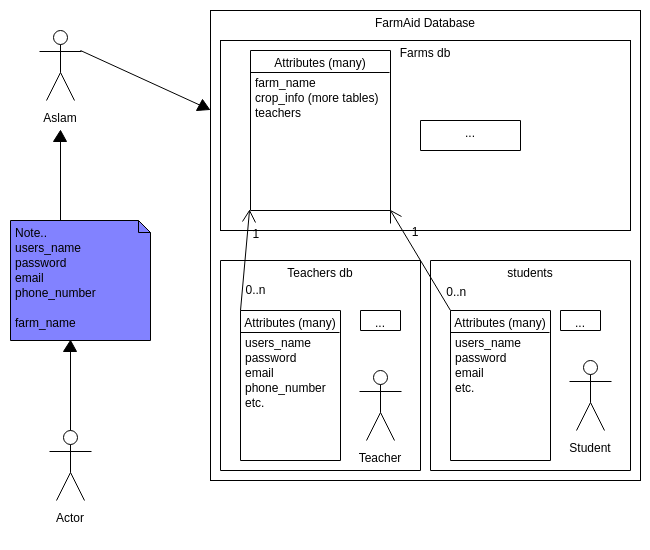 FarmAid Database
Farms db
Attributes (many)
farm_name
crop_info (more tables)
teachers
...
Aslam
Note..
users_name
password
email
phone_number
farm_name
Actor
1
1
0..n
0..n
Teachers db
Attributes (many)
users_name
password
email
phone_number
etc.
...
Teacher
students
Attributes (many)
users_name
password
email
etc.
...
Student